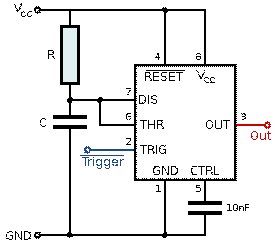 Vcc
R
4
6
RESET
Vcc
7
DIS
C
6
THR
OUT
3
Out
2
TRIG
Trigger
GND
CTRL
1
5
10nF
GND